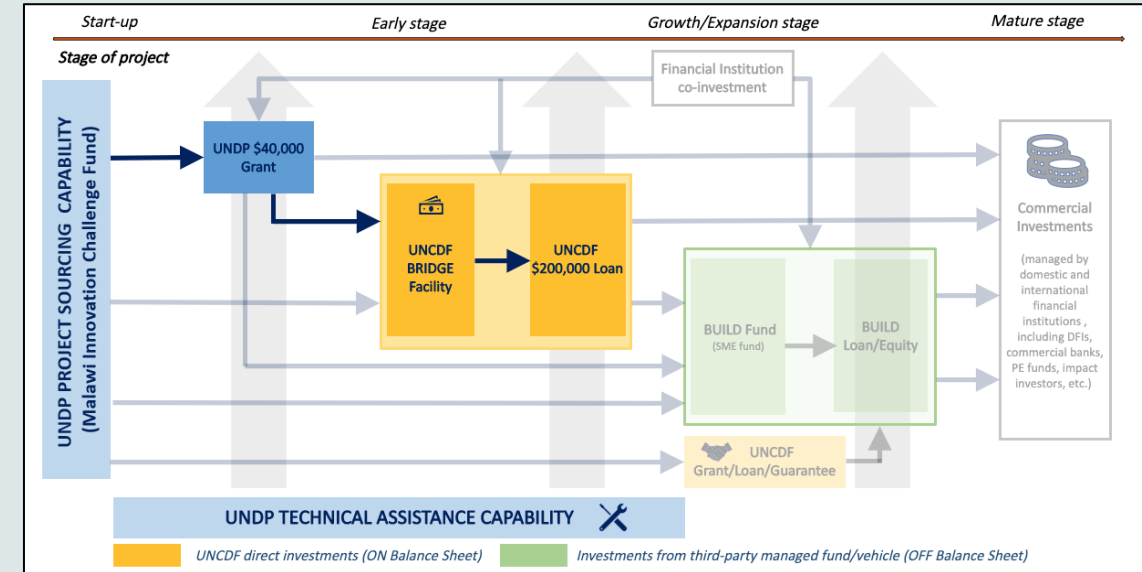 Start-up
Early stage
Growth/Expansion stage
Mature stage
Stage of project
UNDP PROJECT SOURCING CAPABILITY
(Malawi Innovation Challenge Fund)
Financial Institution
co-investment
UNDP $40,000
Grant
UNCDF
BRIDGE
Facility
UNCDF
$200,000 Loan
BUILD Fund
(SME fund)
BUILD
Loan/Equity
UNCDF
Grant/Loan/Guarantee
Commercial
Investments
(managed by
domestic and
international
financial
institutions ,
including DFIs,
commercial banks,
PE funds, impact
investors, etc.)
UNDP TECHNICAL ASSISTANCE CAPABILITY
UNCDF direct investments (ON Balance Sheet)
Investments from third-party managed fund/vehicle (OFF Balance Sheet)